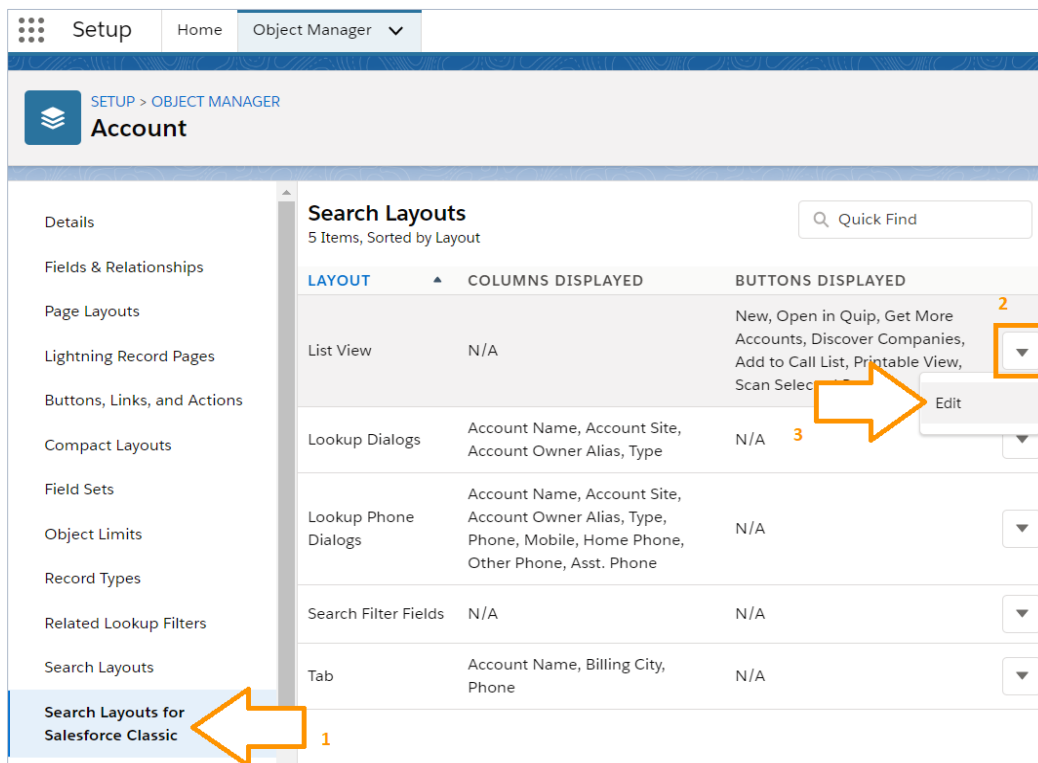 Setup
Home
Object Manager
SETUP > OBJECT MANAGER
Account
Details
Fields & Relationships
Page Layouts
Lightning Record Pages
Buttons, Links, and Actions
Compact Layouts
Field Sets
Object Limits
Record Types
Related Lookup Filters
Search Layouts
Search Layouts for
Salesforce Classic
1
Search Layouts
5 Items, Sorted by Layout
Quick Find
LAYOUT
COLUMNS DISPLAYED
BUTTONS DISPLAYED
List View
N/A
New, Open in Quip, Get More
Accounts, Discover Companies,
Add to Call List, Printable View,
Scan
2
Edit
3
Lookup Dialogs
Account Name, Account Site,
Account Owner Alias, Type
N/A
Lookup Phone
Dialogs
Account Name, Account Site,
Account Owner Alias, Type,
Phone, Mobile, Home Phone,
Other Phone, Asst. Phone
N/A
Search Filter Fields
N/A
N/A
Tab
Account Name, Billing City,
Phone
N/A